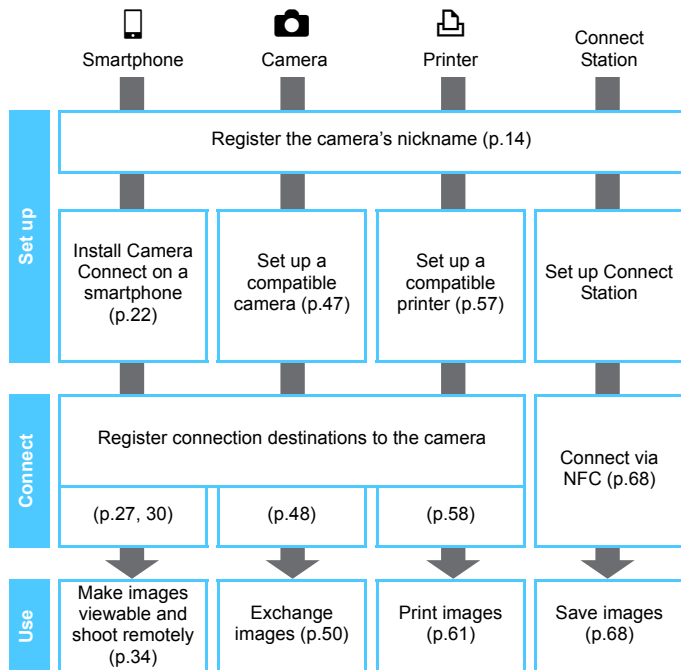 Smartphone
Camera
Printer
Connect
Station
Set up
Register the camera's nickname (p.14)
Install Camera
Connect on a
smartphone
(p.22)
Set up a
compatible
camera (p.47)
Set up a
compatible
printer (p.57)
Set up Connect
Station
Connect
Register connection destinations to the camera
(p.27, 30)
(p.48)
(p.58)
Connect via
NFC (p.68)
Use
Make images
viewable and
shoot remotely
(p.34)
Exchange
images (p.50)
Print images
(p.61)
Save images
(p.68)